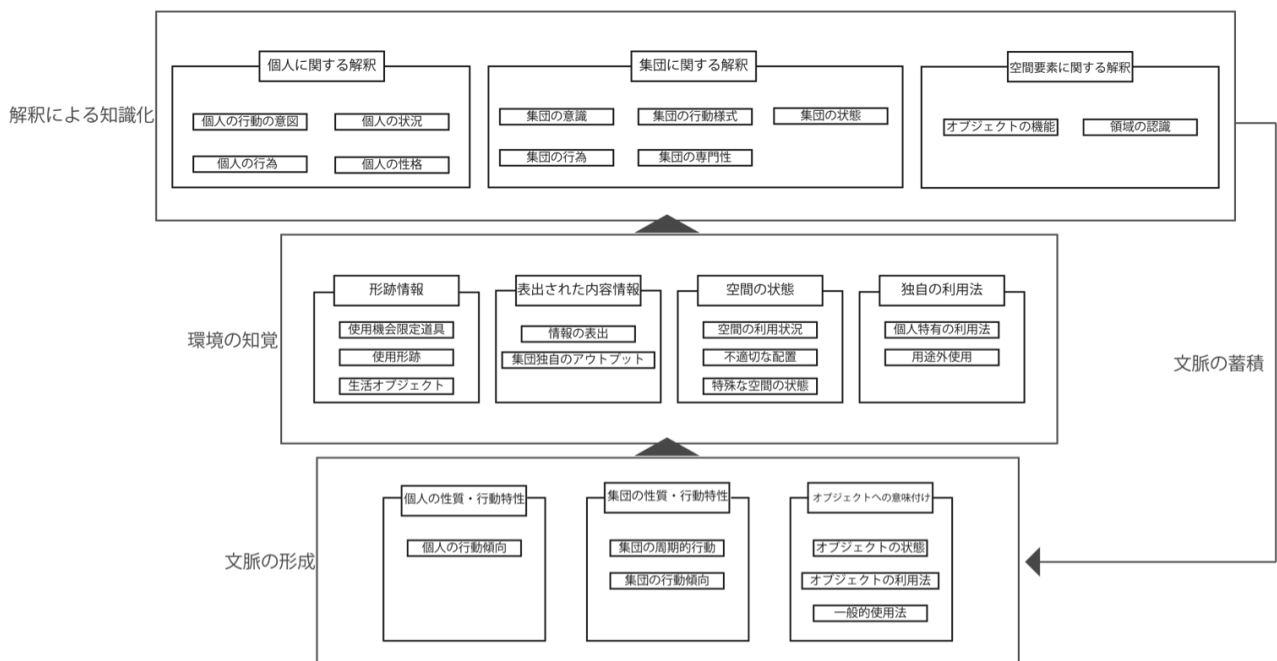 解釈による知識化
個人に関する解釈
個人の行動の意図
個人の状況
個人の行為
個人の性格
集団に関する解釈
集団の意識
集団の行動様式
集団の状態
集団の行為
集団の専門性
空間要素に関する解釈
オブジェクトの機能
領域の認識
環境の知覚
形跡情報
使用機会限定道具
使用形跡
生活オブジェクト
表出された内容情報
情報の表出
集団独自のアウトプット
空間の状態
空間の利用状況
不適切な配置
特殊な空間の状態
独自の利用法
個人特有の利用法
用途外使用
文脈の蓄積
文脈の形成
個人の性質・行動特性
個人の行動傾向
集団の性質・行動特性
集団の周期的行動
集団の行動傾向
オブジェクトへの意味付け
オブジェクトの状態
オブジェクトの利用法
一般的使用法